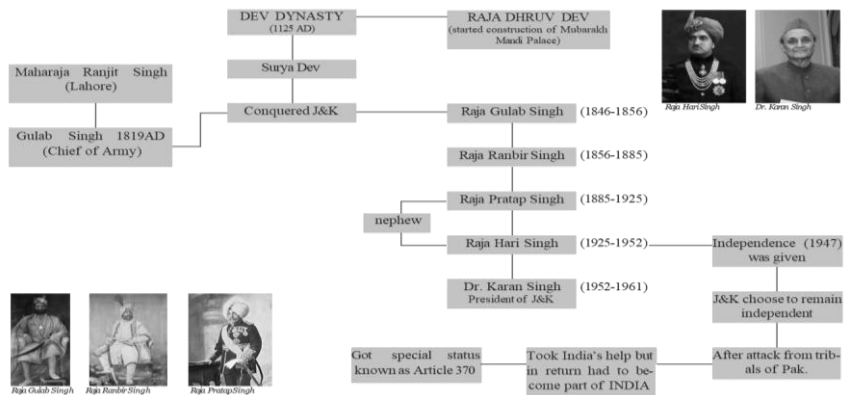 DEV DYNASTY
(1125 AD)
RAJA DHRUV DEV
(started construction of Mubarakh
Mandi Palace)
Surya Dev
Maharaja Ranjit Singh
(Lahore)
Conquered J&K
Gulab Singh 1819AD
(Chief of Army)
Raja Hari Singh
Dr. Karan Singh
Raja Gulab Singh (1846-1856)
Raja Ranbir Singh (1856-1885)
Raja Pratap Singh (1885-1925)
nephew
Raja Hari Singh (1925-1952)
Independence (1947)
was given
Dr. Karan Singh (1952-1961)
President of J&K
J&K choose to remain
independent
After attack from trib-
als of Pak.
Took India's help but
in return had to be-
come part of INDIA
Got special status
known as Article 370
Raja Gulab Singh
Raja Ranbir Singh
Raja Pratap Singh